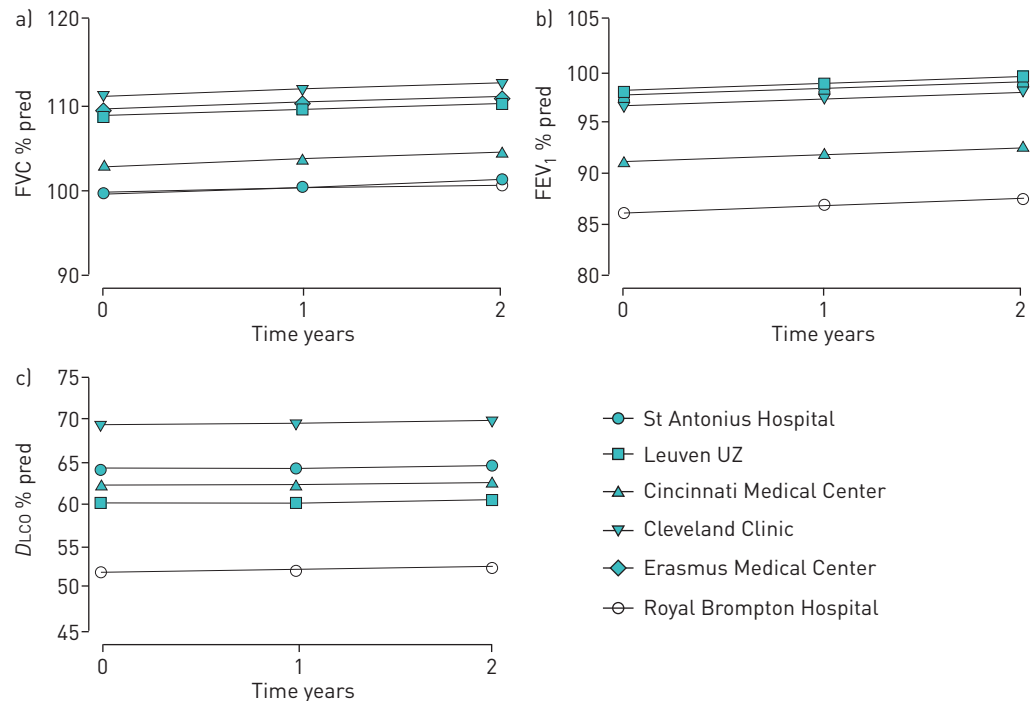 a)
120
110
100
90
FVC % pred
0 1 2
Time years
b)
100
95
90
85
80
105
FEV1 % pred
0 1 2
Time years
c)
75
70
65
60
55
50
45
DLCO % pred
0 1 2
Time years
St Antonius Hospital
Leuven UZ
Cincinnati Medical Center
Cleveland Clinic
Erasmus Medical Center
Royal Brompton Hospital